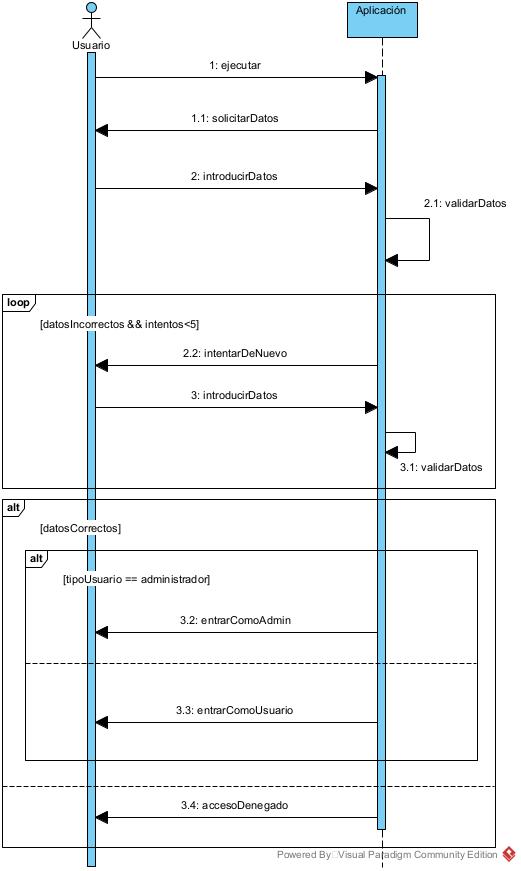 Aplicación
Usuario
1: ejecutar
1.1: solicitarDatos
2: introducirDatos
2.1: validarDatos
loop
[datosIncorrectos && intentos<5]
2.2: intentarDeNuevo
3: introducirDatos
3.1: validarDatos
alt
[datosCorrectos]
alt
[tipoUsuario == administrador]
3.2: entrarComoAdmin
3.3: entrarComoUsuario
3.4: accesoDenegado
Powered By Visual Paradigm Community Edition